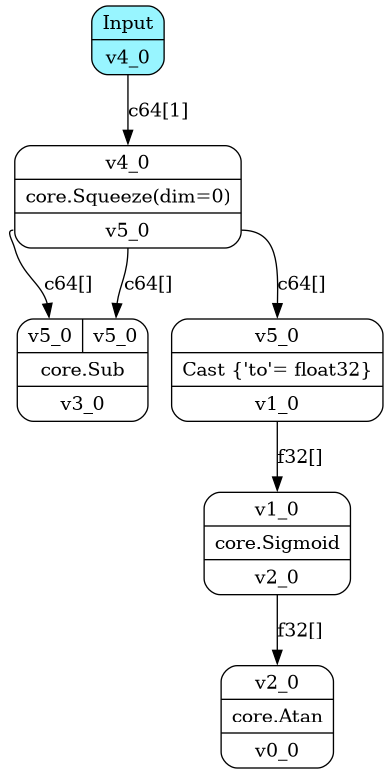 Input
v4_0
c64[1]
v4_0
core.Squeeze(dim=0)
v5_0
c64[] c64[] c64[]
v5_0 v5_0
core.Sub
v3_0
v5_0
Cast {'to'= float32}
v1_0
f32[]
v1_0
core.Sigmoid
v2_0
f32[]
v2_0
core.Atan
v0_0